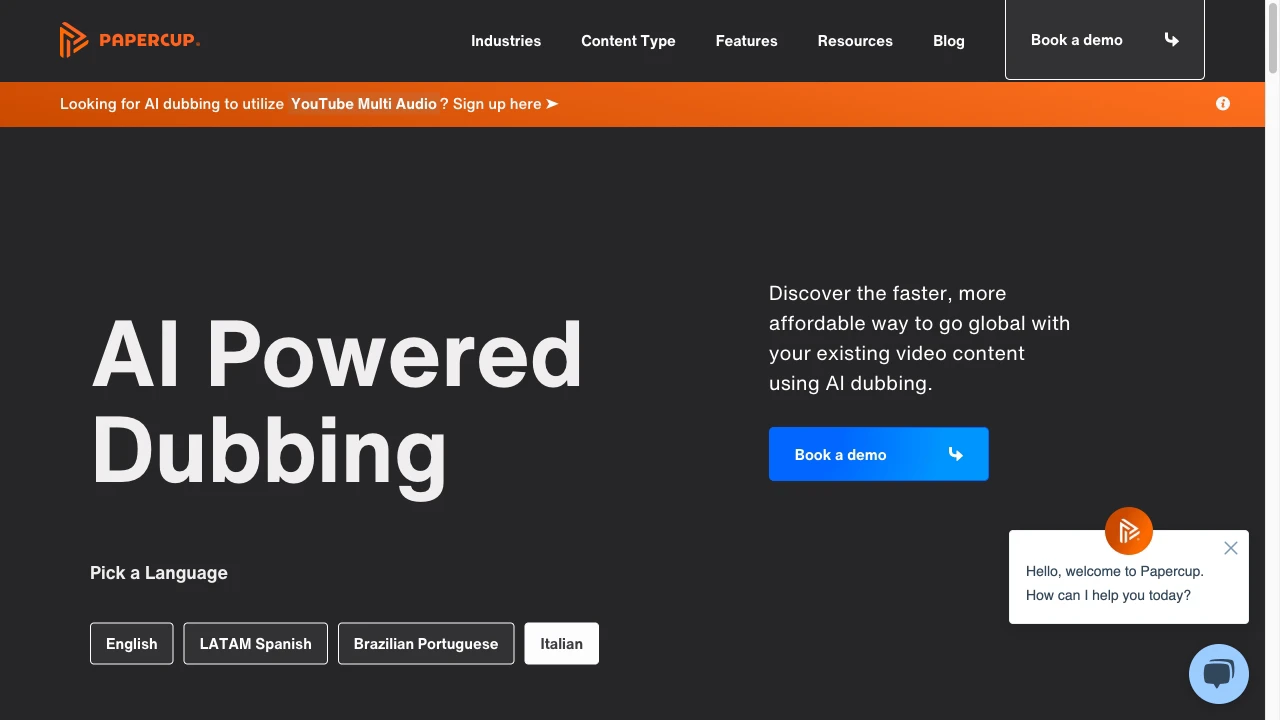 PAPERCUP
Industries
Content Type
Features
Resources
Blog
Book a demo
Looking for AI dubbing to utilize YouTube Multi Audio ? Sign up here ➤
AI Powered
Dubbing
Discover the faster, more
affordable way to go global with
your existing video content
using AI dubbing.
Book a demo
Pick a Language
English
LATAM Spanish
Brazilian Portuguese
Italian
Hello, welcome to Papercup.
How can I help you today?